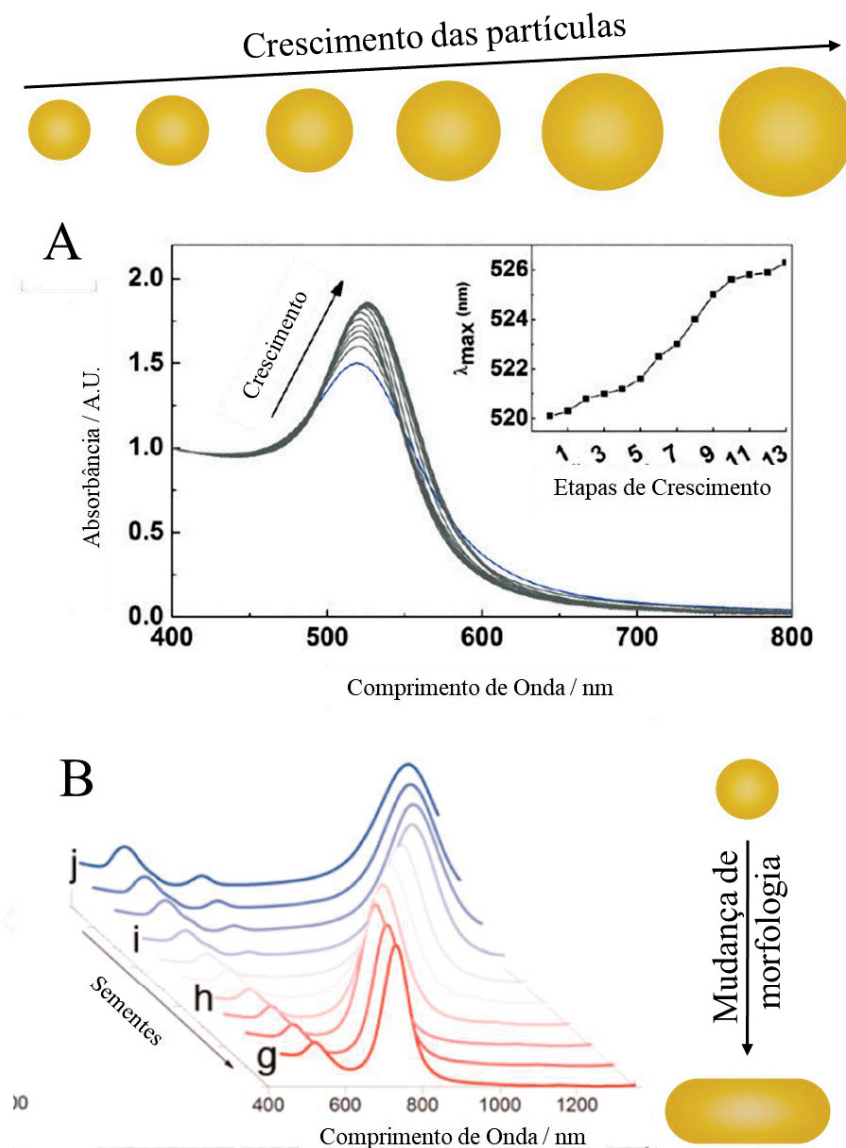 Crescimento das partículas
A
2.0
1.5
1.0
0.5
0.0
Absorbância / A.U.
Crescimento
400
500
600
700
800
Comprimento de Onda / nm
526
524
522
520
λmax (nm)
1
3
5
7
9
11
13
Etapas de Crescimento
B
j
i
h
g
Sementes
400
600
800
1000
1200
Comprimento de Onda / nm
00
Mudança de
morfologia